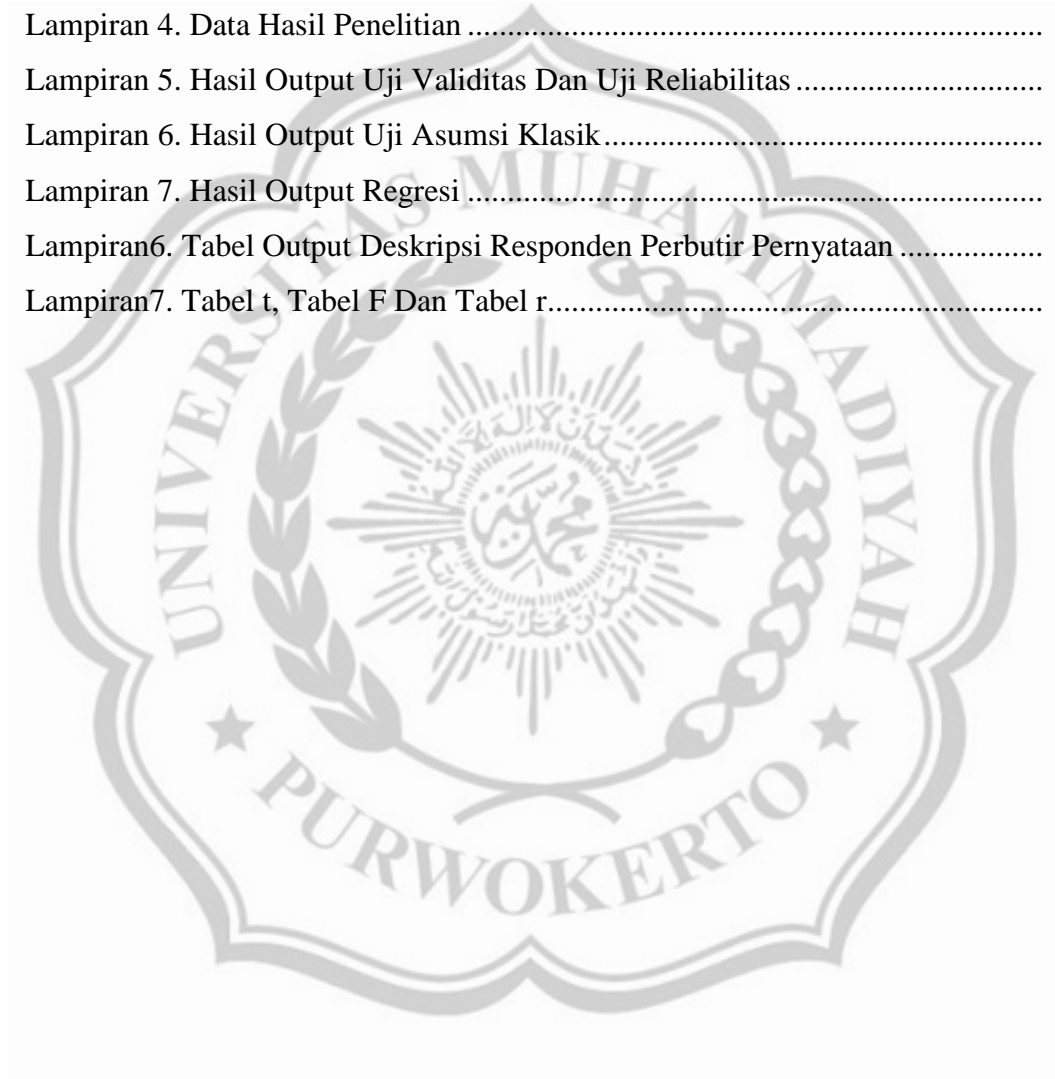 Lampiran 4. Data Hasil Penelitian ........................................................................
Lampiran 5. Hasil Output Uji Validitas Dan Uji Reliabilitas ...............................
Lampiran 6. Hasil Output Uji Asumsi Klasik.......................................................
Lampiran 7. Hasil Output Regresi ........................................................................
Lampiran6. Tabel Output Deskripsi Responden Perbutir Pernyataan ..................
Lampiran7. Tabel t, Tabel F Dan Tabel r..............................................................
UNIVERSITAS MUHAMMADIYAH
PURWOKERTO